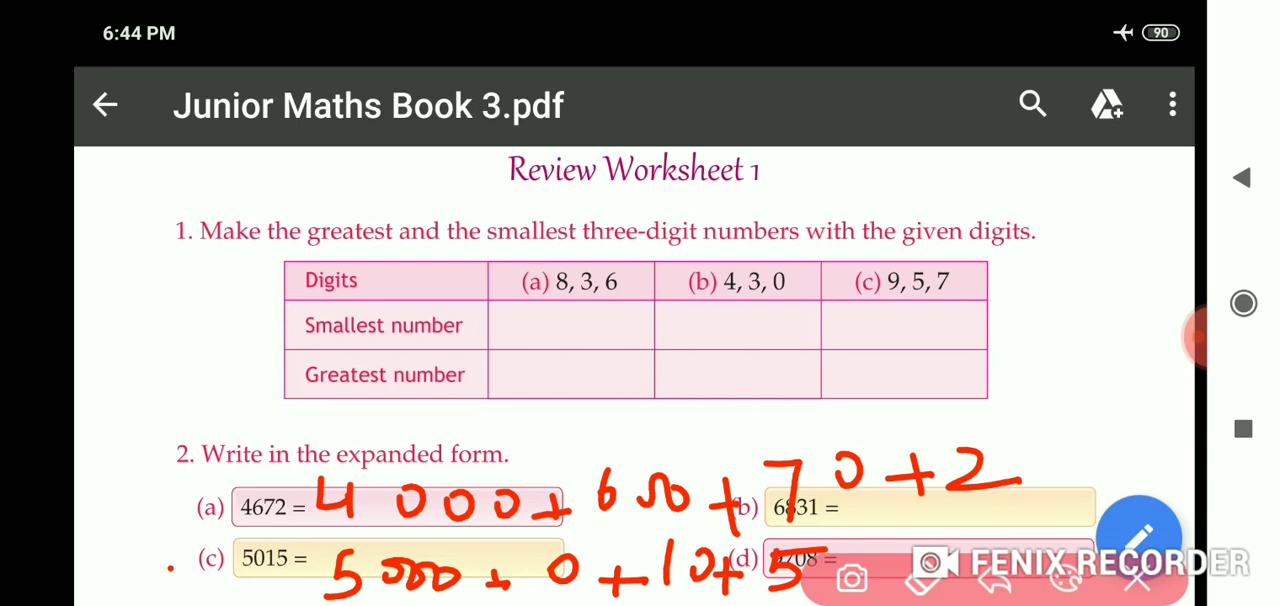 6:44 PM
90
Junior Maths Book 3.pdf
Review Worksheet 1
1. Make the greatest and the smallest three-digit numbers with the given digits.
Digits (a) 8, 3, 6 (b) 4, 3, 0 (c) 9, 5, 7
Smallest number
Greatest number
2. Write in the expanded form.
(a) 4672 = 4000 + 600 + 70 + 2
(b) 6831 =
(c) 5015 = 5000 + 0 + 10 + 5
(d) 708 =
FENIX RECORDER